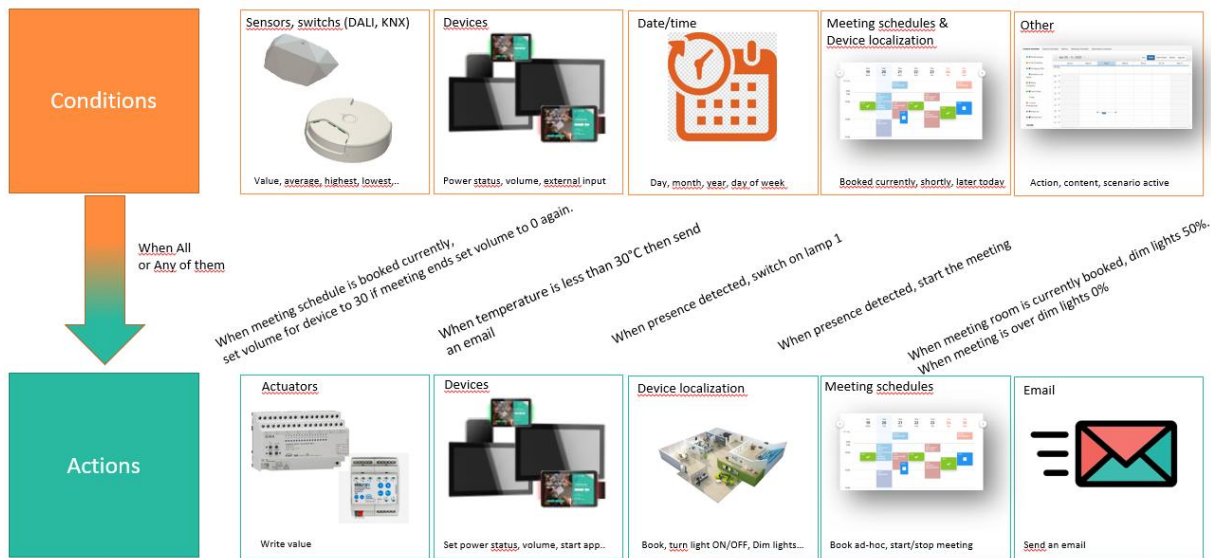 Sensors, switchs (DALI, KNX)
Devices
Date/time
Meeting schedules &
Device localization
Other
Conditions
Value, average, highest, lowest,..
Power status, volume, external input
Day, month, year, day of week
Booked currently, shortly, later today
Action, content, scenario active
When All
or Any of them
When meeting schedule is booked currently,
set volume for device to 30 if meeting ends set volume to 0 again.
When temperature is less than 30°C then send
an email
When presence detected, switch on lamp 1
When presence detected, start the meeting
When meeting room is currently booked, dim lights 50%.
When meeting is over dim lights 0%
Actuators
Devices
Device localization
Meeting schedules
Email
Actions
Write value
Set power status, volume, start app..
Book, turn light ON/OFF, Dim lights...
Book ad-hoc, start/stop meeting
Send an email